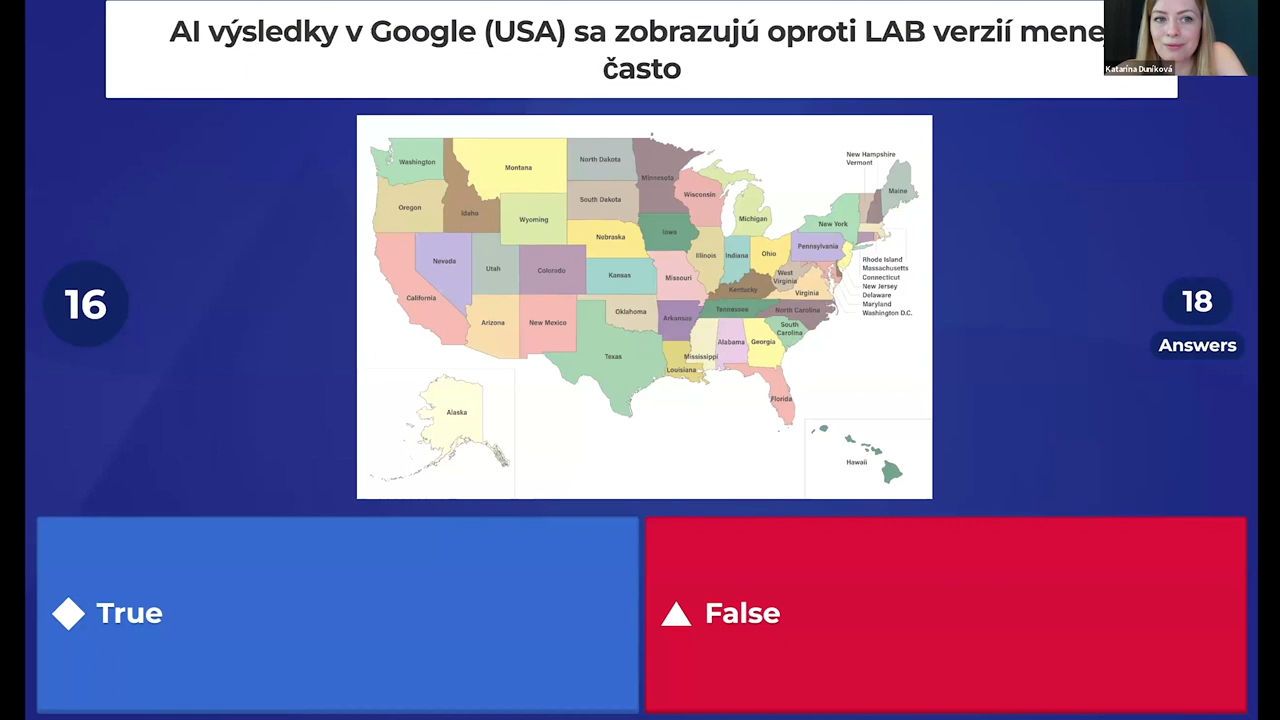 AI výsledky v Google (USA) sa zobrazujú oproti LAB verzií menej
často
Katarína Duníková
16
18
Answers
Washington
Montana
North Dakota
Minnesota
New Hampshire
Vermont
Maine
Oregon
Idaho
Wyoming
South Dakota
Wisconsin
Michigan
New York
Nebraska
Iowa
Illinois
Indiana
Ohio
Pennsylvania
Nevada
Utah
Colorado
Kansas
Missouri
Kentucky
West
Virginia
Virginia
Rhode Island
Massachusetts
Connecticut
New Jersey
Delaware
Maryland
Washington D.C.
California
Arizona
New Mexico
Oklahoma
Arkansas
Tennessee
North Carolina
South
Carolina
Texas
Louisiana
Mississippi
Alabama
Georgia
Florida
Alaska
Hawaii
True
False